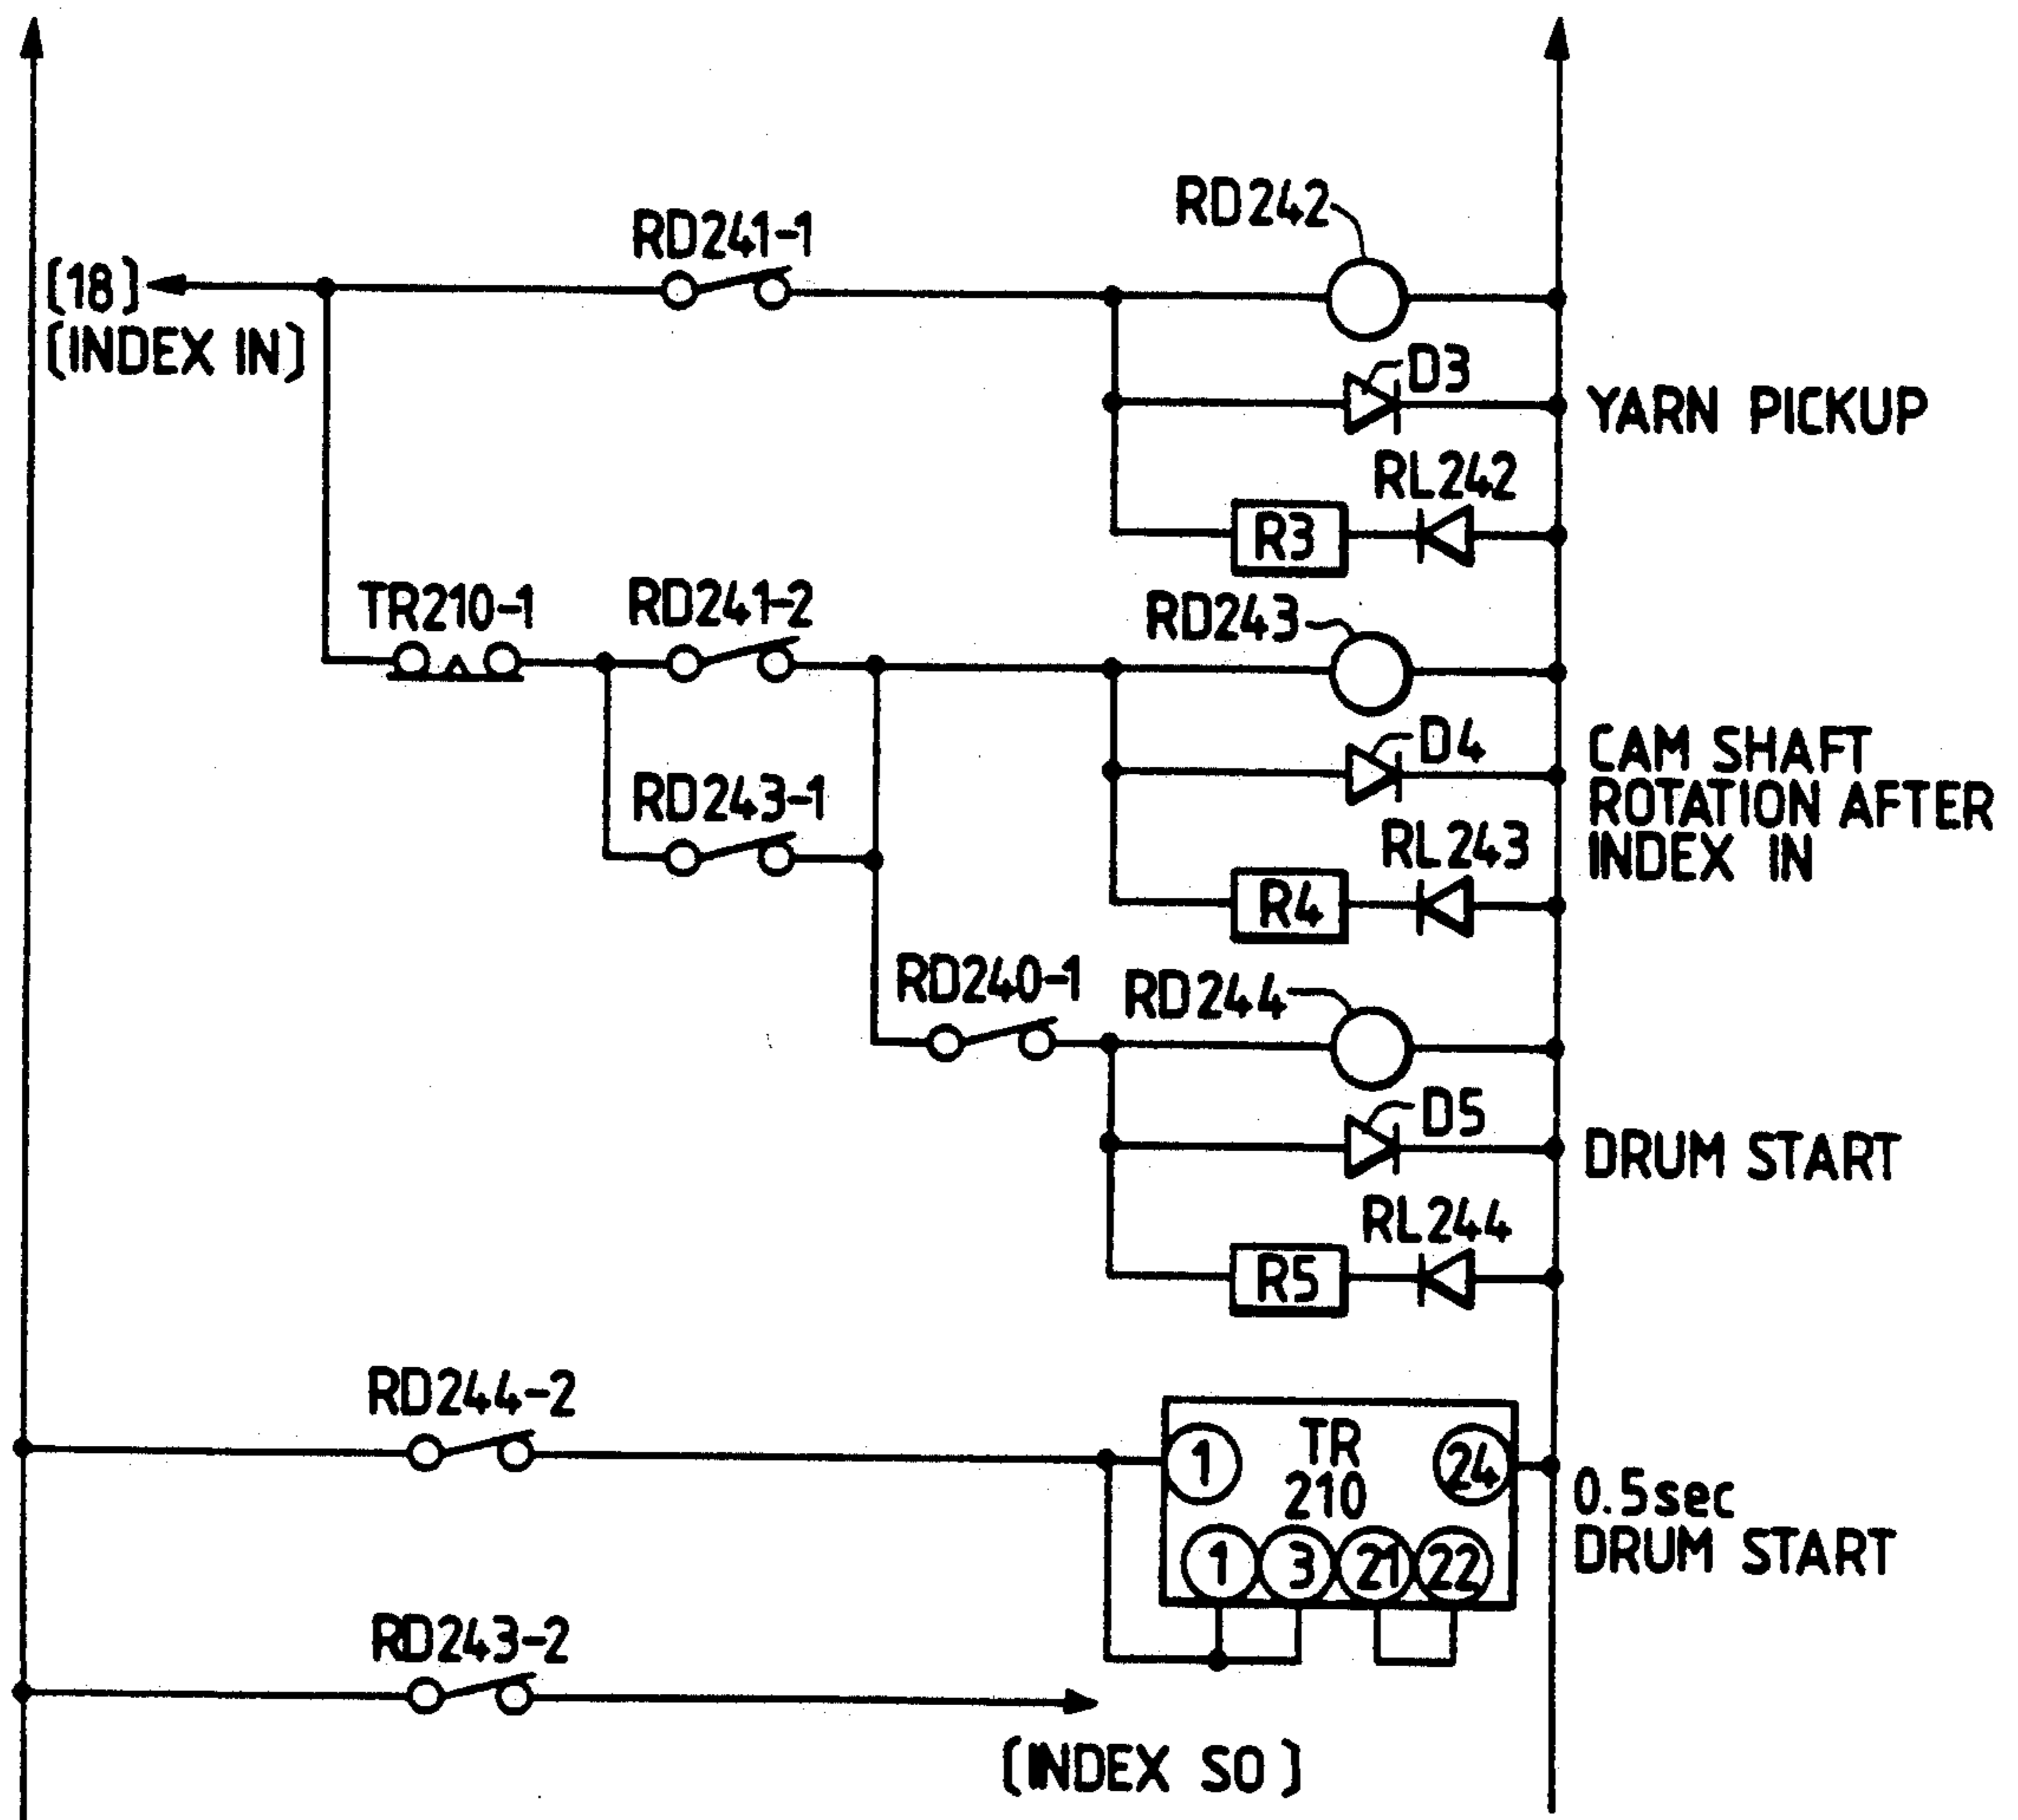 RD242
RD241-1
[18]
[INDEX IN]
D3
YARN PICKUP
RL242
R3
TR210-1
RD241-2
RD243
D4
CAM SHAFT
ROTATION AFTER
INDEX IN
RD243-1
RL243
R4
RD240-1
RD244
D5
DRUM START
RL244
R5
RD244-2
1
TR
210
24
0.5sec
DRUM START
1 3 21 22
RD243-2
[INDEX SO]